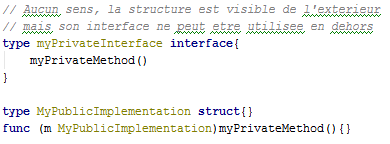 // Aucun sens, la structure est visible de l'exterieur
// mais son interface ne peut etre utilisee en dehors
type myPrivateInterface interface{
    myPrivateMethod()
}

type MyPublicImplementation struct{}
func (m MyPublicImplementation)myPrivateMethod(){}